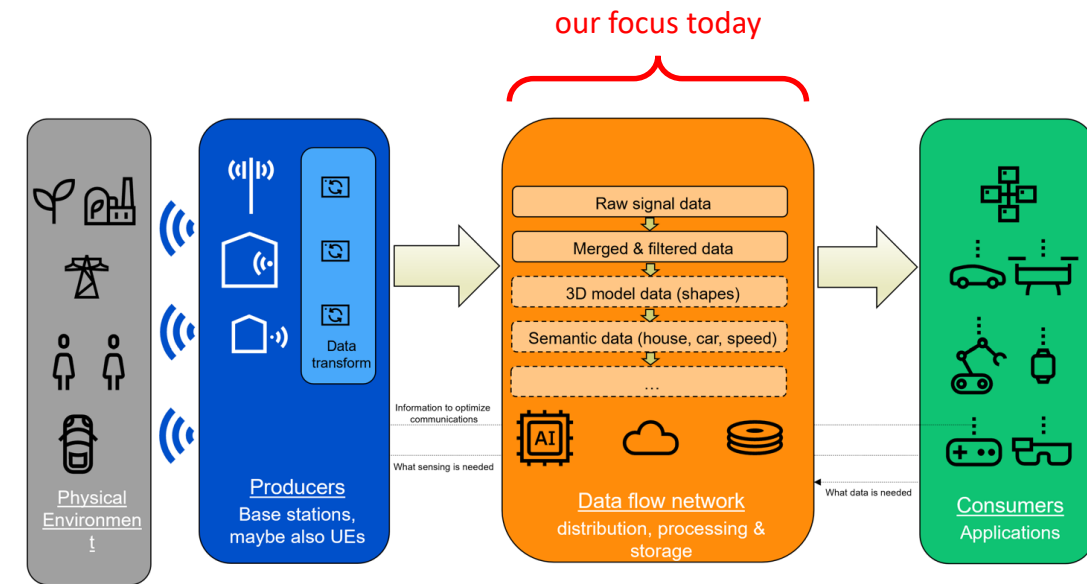 our focus today
Physical
Environmen
t
Data
transform
Producers
Base stations,
maybe also UEs
Information to optimize
communications
What sensing is needed
Raw signal data
Merged & filtered data
3D model data (shapes)
Semantic data (house, car, speed)
...
AI
Data flow network
distribution, processing &
storage
What data is needed
Consumers
Applications